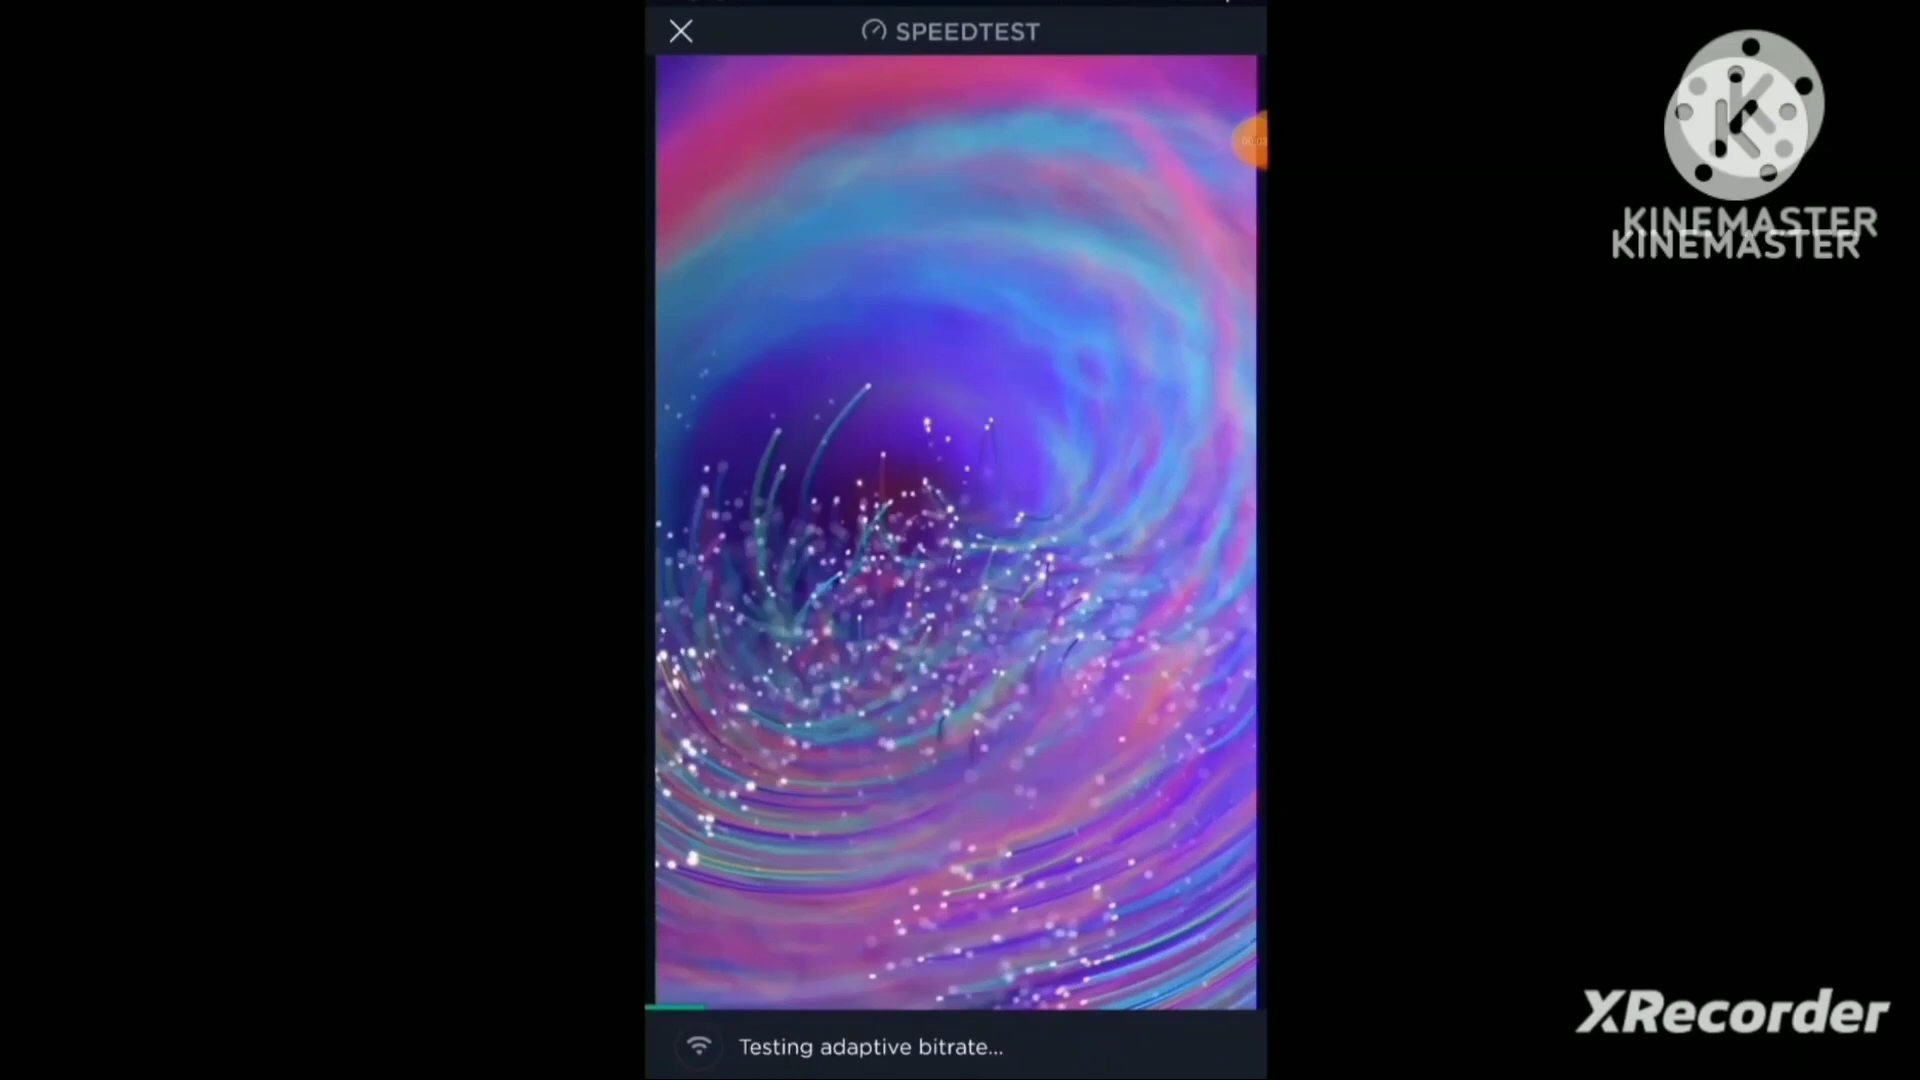 SPEEDTEST
KINEMASTER
KINEMASTER
Testing adaptive bitrate...
XRecorder